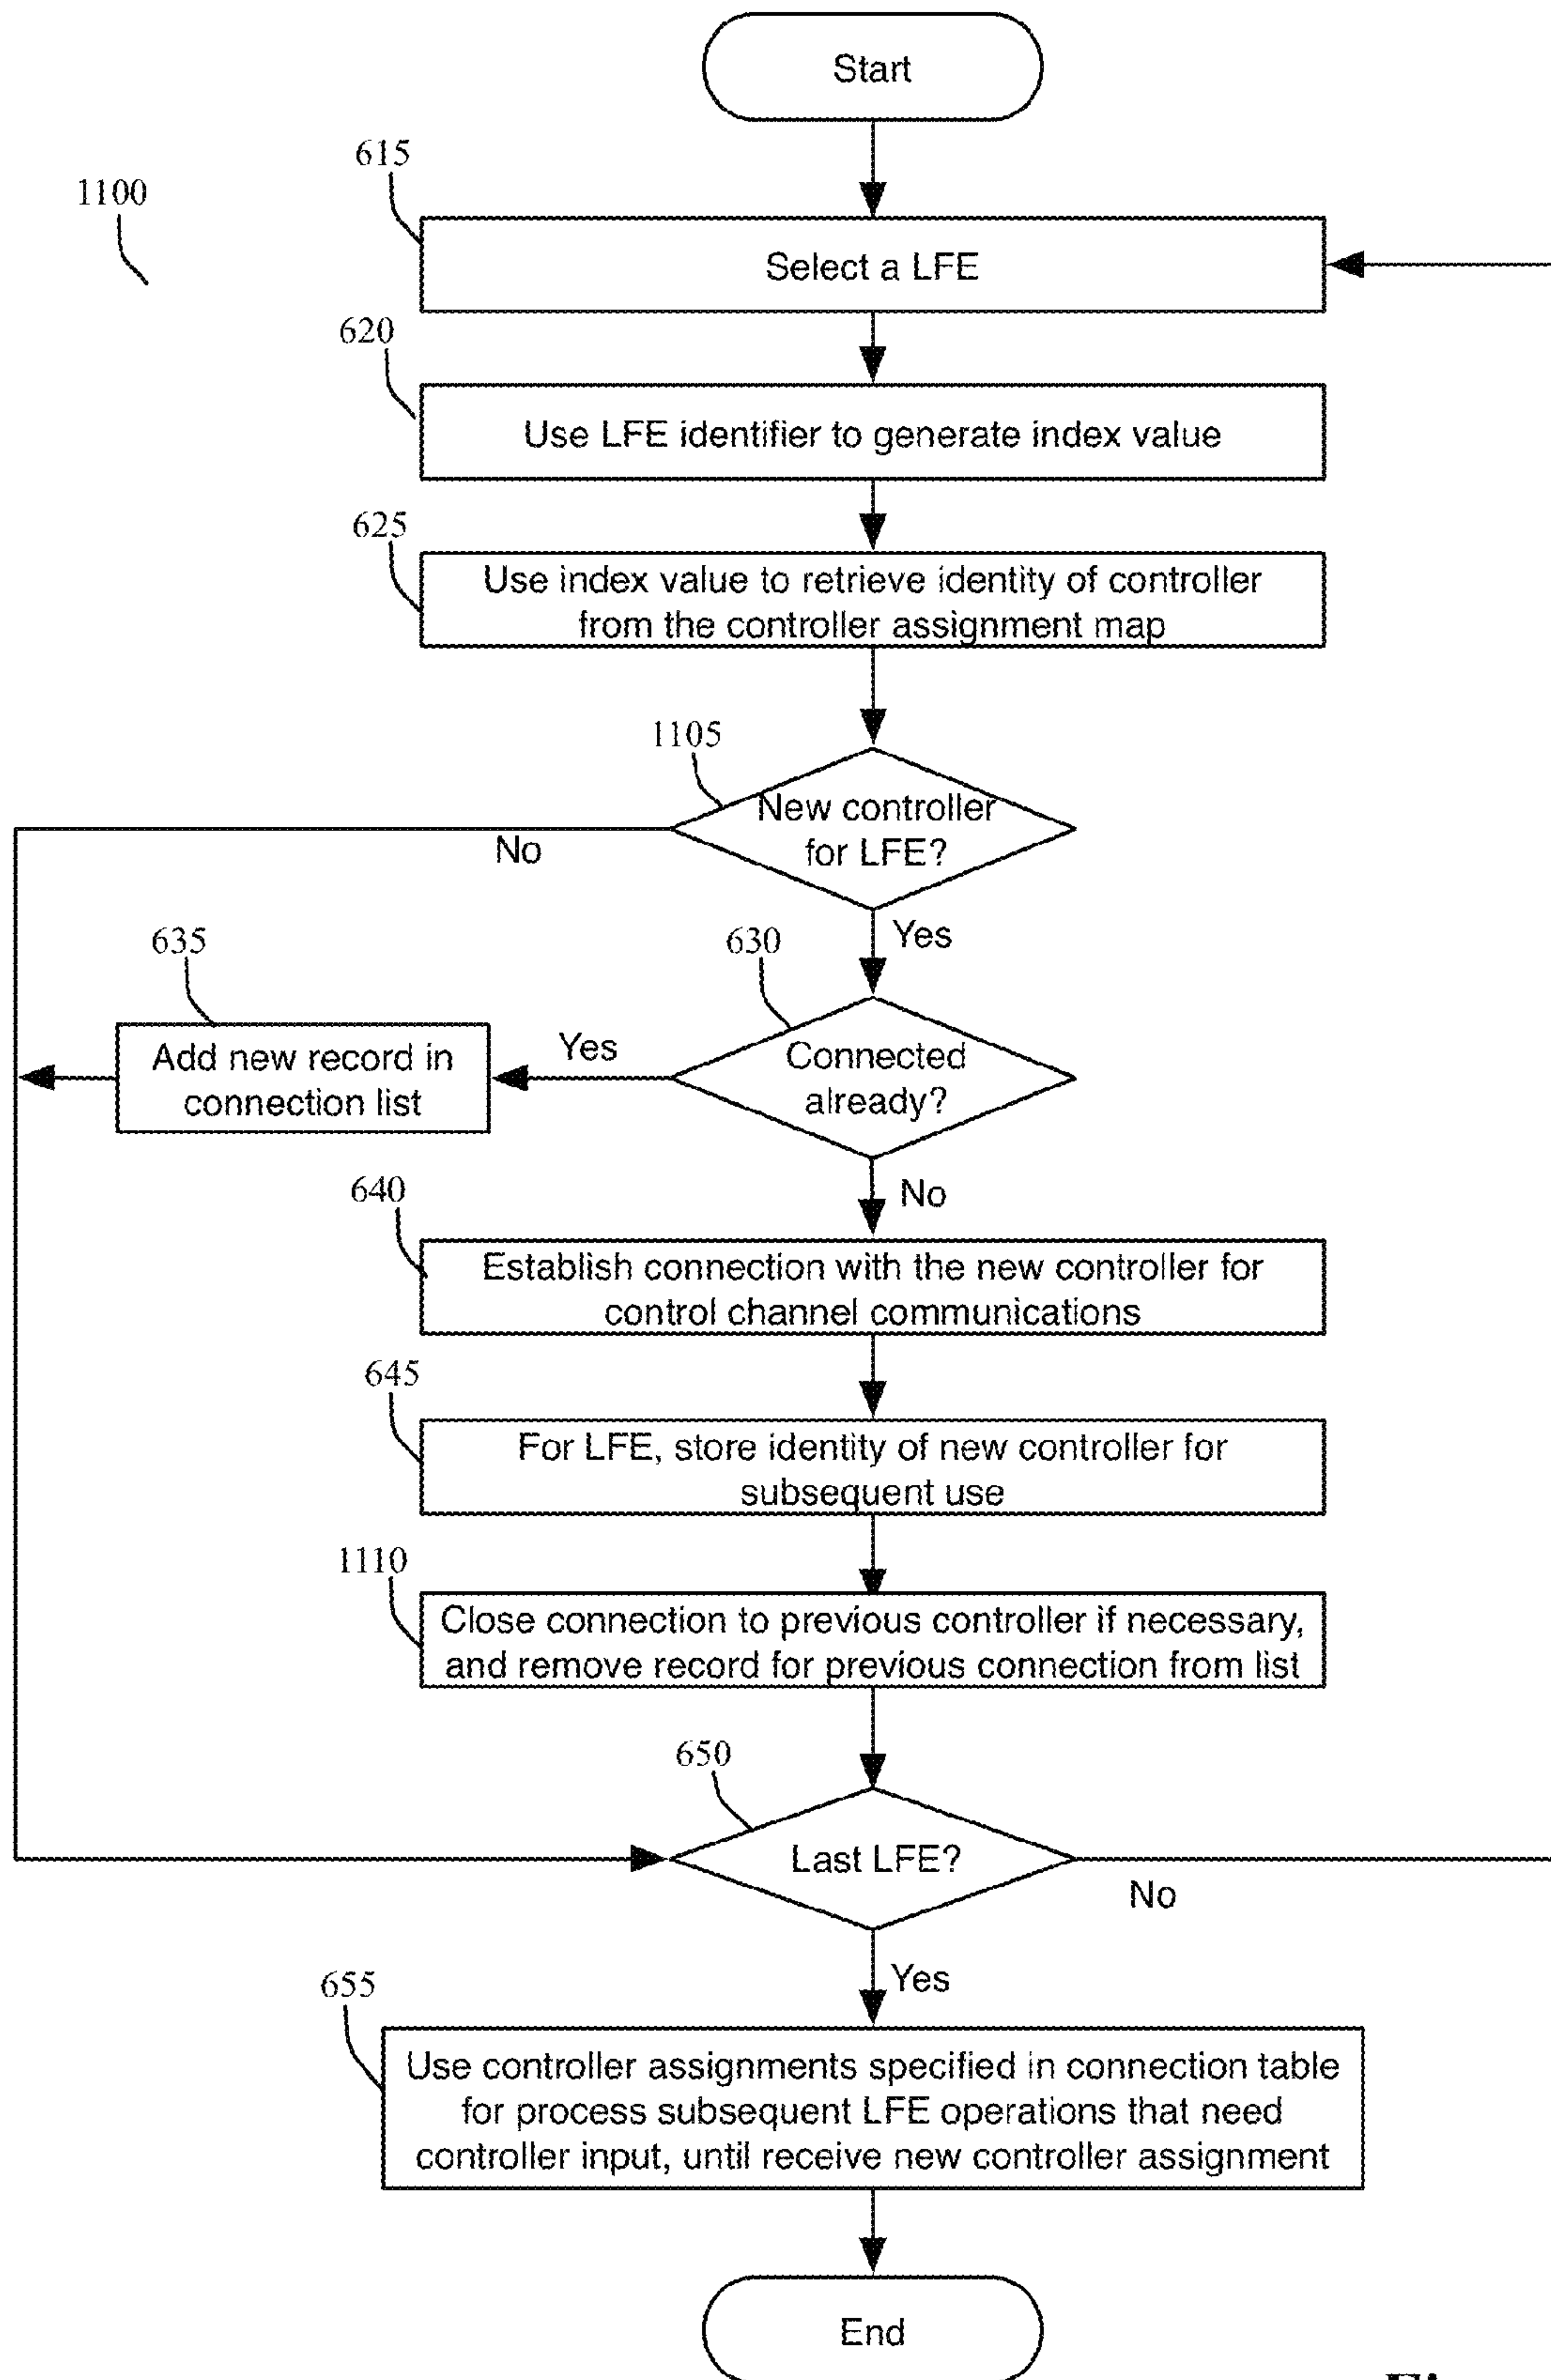 Start
615
1100
Select a LFE
620
Use LFE identifier to generate index value
625
Use index value to retrieve identity of controller
from the controller assignment map
1105
New controller
for LFE?
No
Yes
635
630
Add new record in
connection list
Yes
Connected
already?
No
640
Establish connection with the new controller for
control channel communications
645
For LFE, store identity of new controller for
subsequent use
1110
Close connection to previous controller if necessary,
and remove record for previous connection from list
650
Last LFE?
No
Yes
655
Use controller assignments specified in connection table
for process subsequent LFE operations that need
controller input, until receive new controller assignment
End